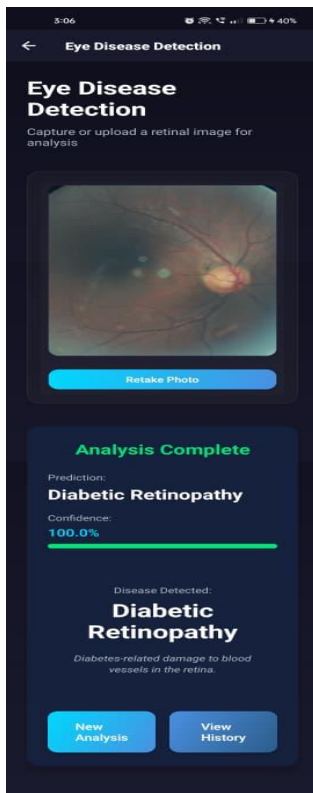 3:06
40%
Eye Disease Detection
Eye Disease
Detection
Capture or upload a retinal image for
analysis
Retake Photo
Analysis Complete
Prediction:
Diabetic Retinopathy
Confidence:
100.0%
Disease Detected:
Diabetic
Retinopathy
Diabetes-related damage to blood
vessels in the retina.
New
Analysis
View
History